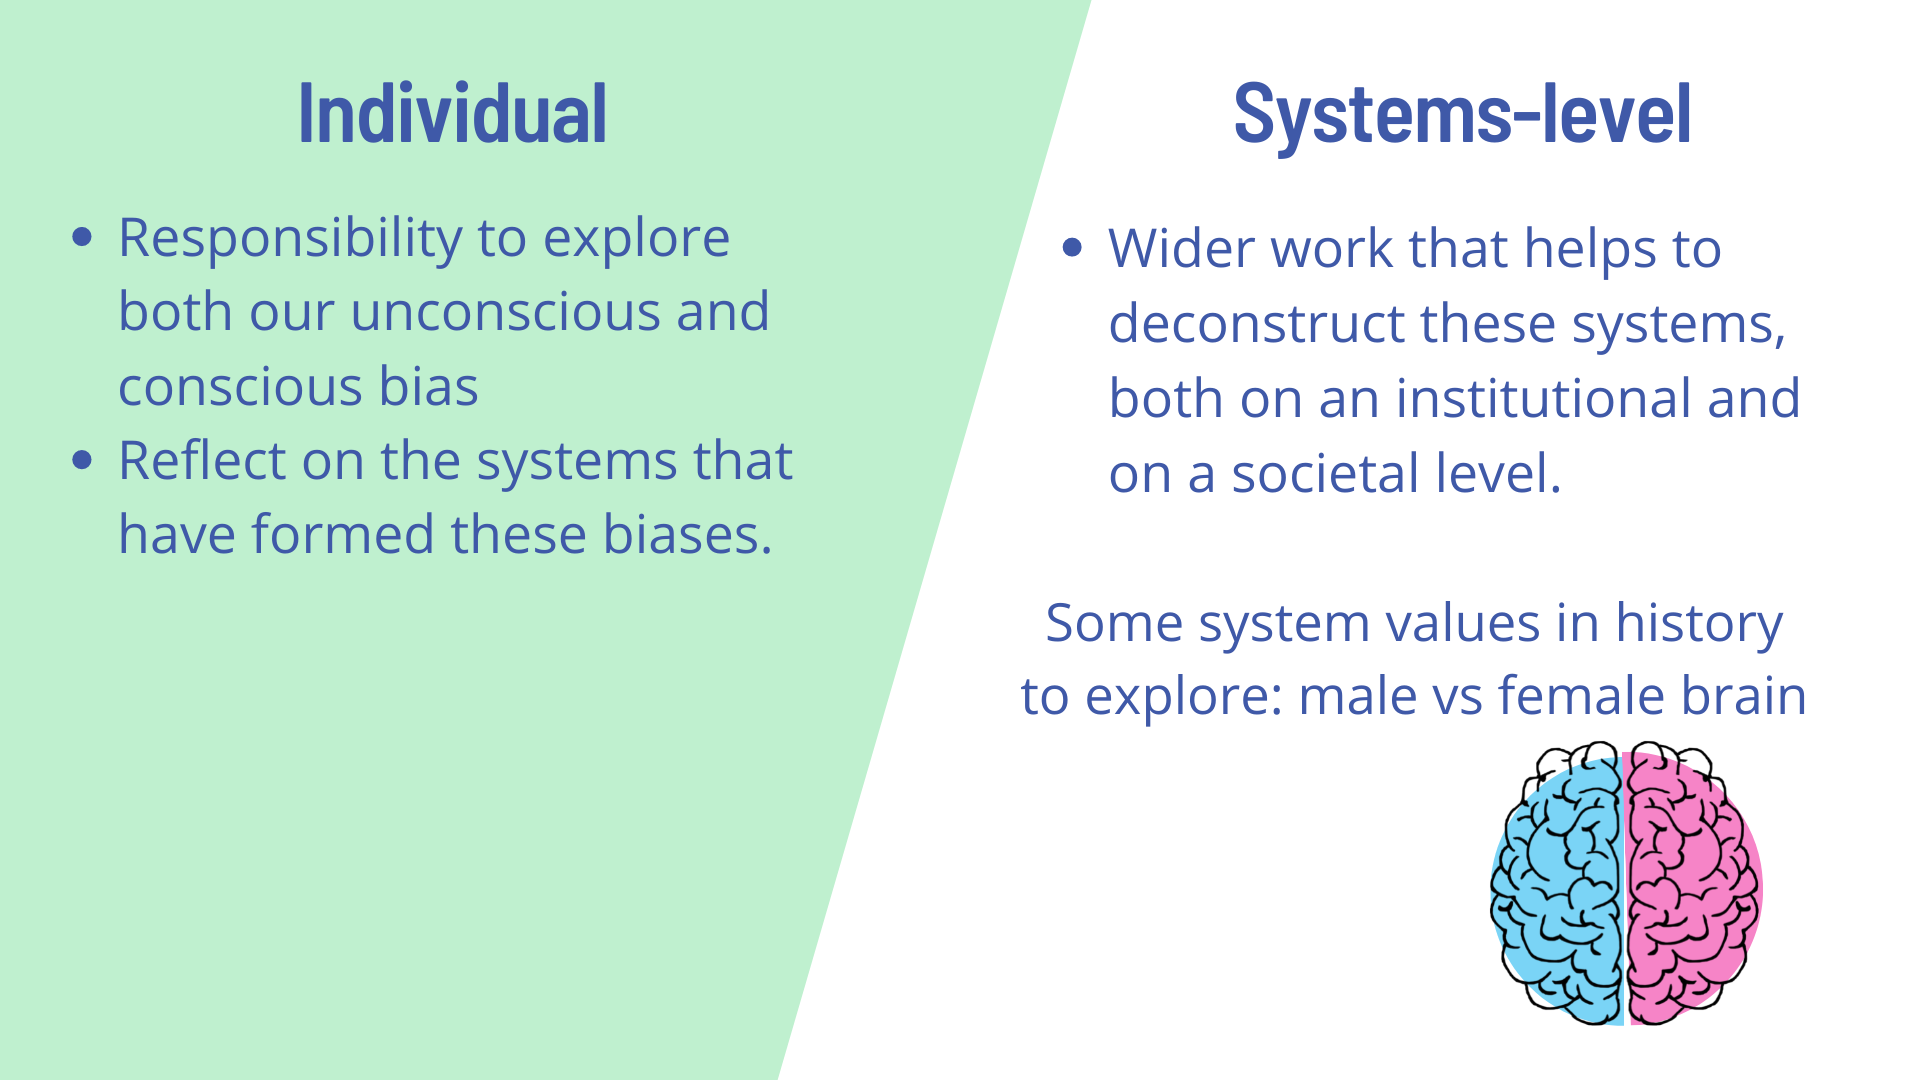 Individual
• Responsibility to explore
both our unconscious and
conscious bias
• Reflect on the systems that
have formed these biases.
Systems-level
• Wider work that helps to
deconstruct these systems,
both on an institutional and
on a societal level.
Some system values in history
to explore: male vs female brain